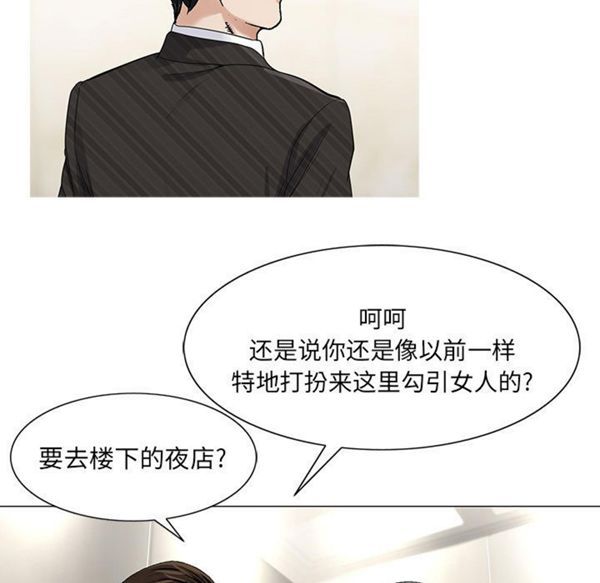 呵呵
还是说你还是像以前一样
特地打扮来这里勾引女人的?
要去楼下的夜店?